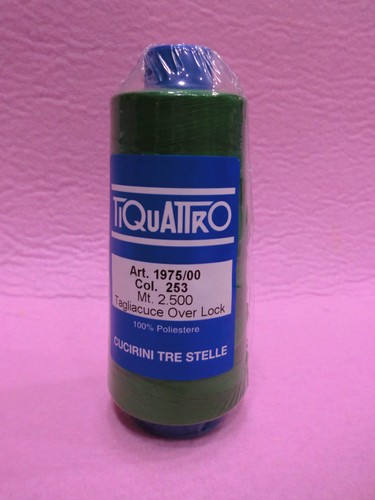 TIQUATTRO
Art. 1975/00
Col. 253
Mt. 2.500
Tagliacuce Over Lock
100% Poliestere
CUCIRINI TRE STELLE